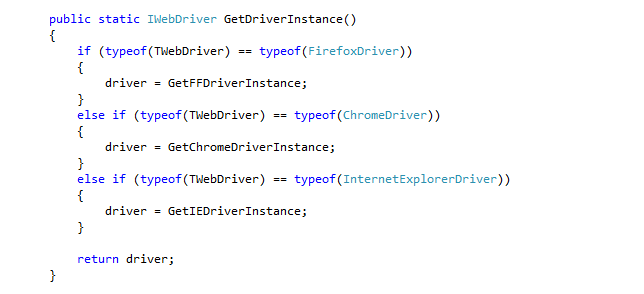 public static IWebDriver GetDriverInstance()
{
    if (typeof(TWebDriver) == typeof(FirefoxDriver))
    {
        driver = GetFFDriverInstance;
    }
    else if (typeof(TWebDriver) == typeof(ChromeDriver))
    {
        driver = GetChromeDriverInstance;
    }
    else if (typeof(TWebDriver) == typeof(InternetExplorerDriver))
    {
        driver = GetIEDriverInstance;
    }

    return driver;
}